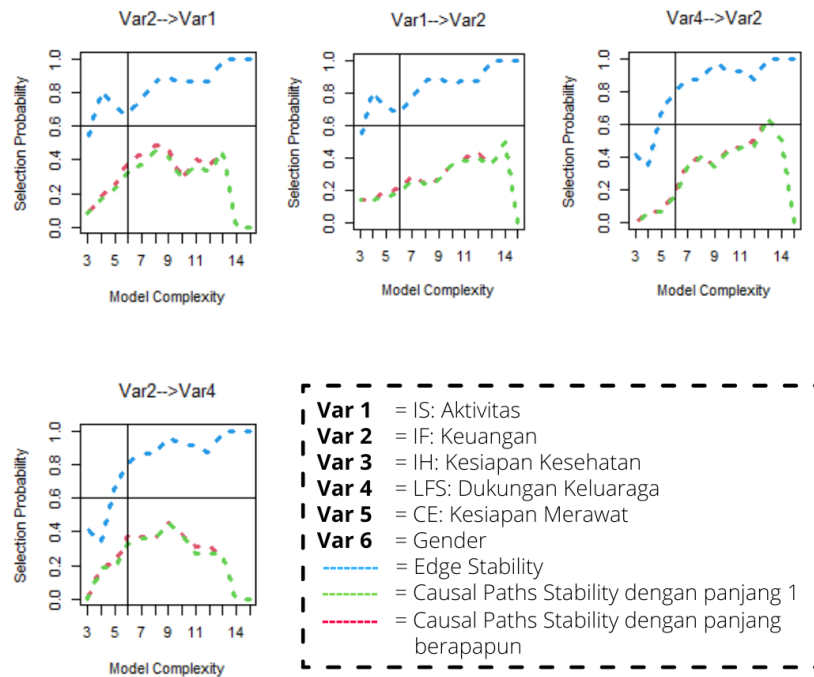 Var2-->Var1
Selection Probability
0.0 0.2 0.4 0.6 0.8 1.0
3 5 7 9 11 14
Model Complexity
Var1-->Var2
Selection Probability
0.0 0.2 0.4 0.6 0.8 1.0
3 5 7 9 11 14
Model Complexity
Var4-->Var2
Selection Probability
0.0 0.2 0.4 0.6 0.8 1.0
3 5 7 9 11 14
Model Complexity
Var2-->Var4
Selection Probability
0.0 0.2 0.4 0.6 0.8 1.0
3 5 7 9 11 14
Model Complexity
Var 1 = IS: Aktivitas
Var 2 = IF: Keuangan
Var 3 = IH: Kesiapan Kesehatan
Var 4 = LFS: Dukungan Keluaraga
Var 5 = CE: Kesiapan Merawat
Var 6 = Gender
= Edge Stability
= Causal Paths Stability dengan panjang 1
= Causal Paths Stability dengan panjang
berapapun